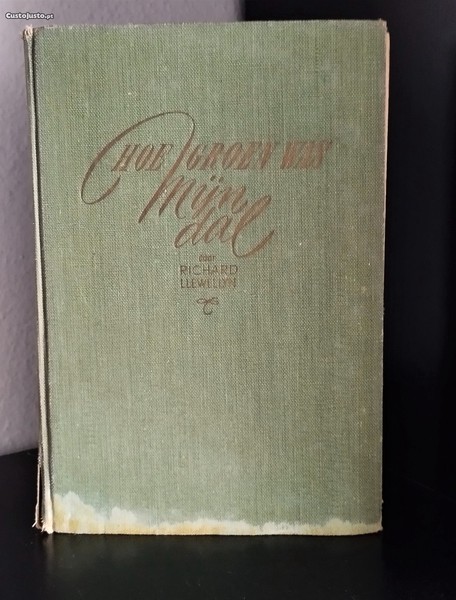 CustoJusto.pt
HOE GROEN WAS
Mijn
dal
door
RICHARD
LLEWELLYN